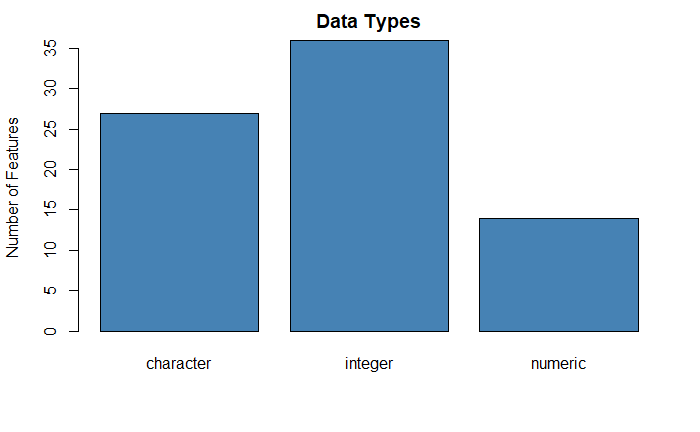 Data Types
Number of Features
35
30
25
20
15
10
5
0
character integer numeric